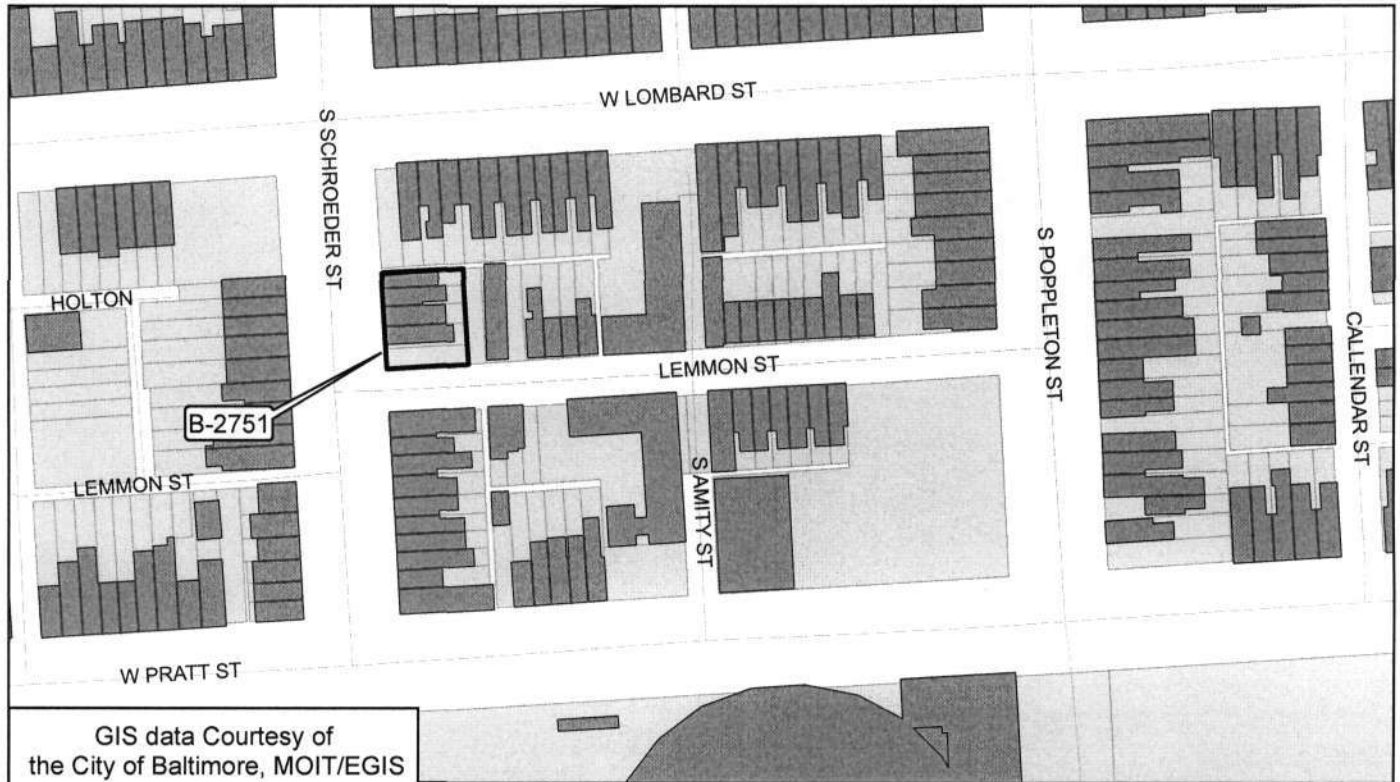 W LOMBARD ST
S SCHROEDER ST
S POPPLETON ST
HOLTON
CALLENDAR ST
LEMMON ST
B-2751
LEMMON ST
S AMITY ST
W PRATT ST
GIS data Courtesy of
the City of Baltimore, MOIT/EGIS